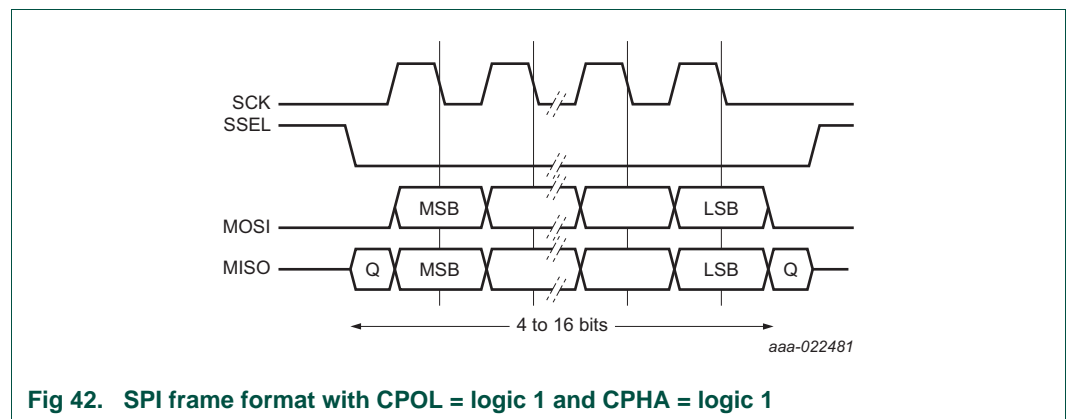 SCK
SSEL
MOSI
MSB
LSB
MISO
Q
MSB
LSB
Q
4 to 16 bits
aaa-022481
Fig 42. SPI frame format with CPOL = logic 1 and CPHA = logic 1